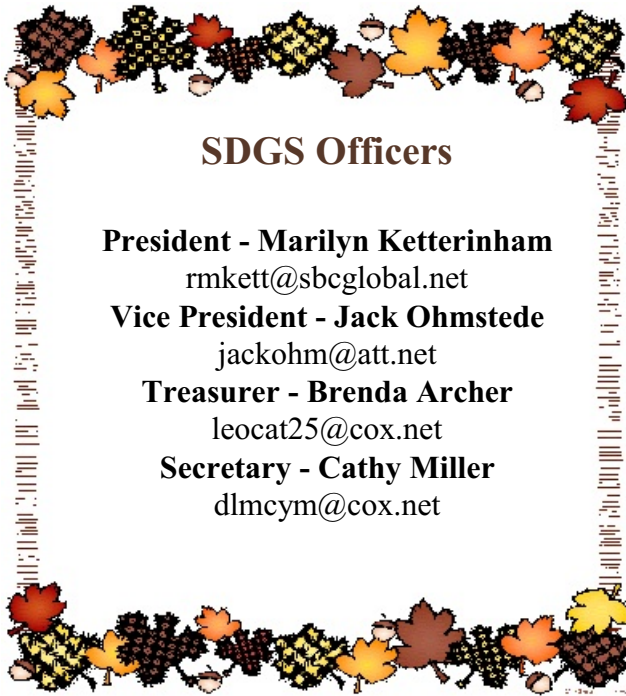 SDGS Officers
President - Marilyn Ketterinham
rmkett@sbcglobal.net
Vice President - Jack Ohmstede
jackohm@att.net
Treasurer - Brenda Archer
leocat25@cox.net
Secretary - Cathy Miller
dlmcym@cox.net